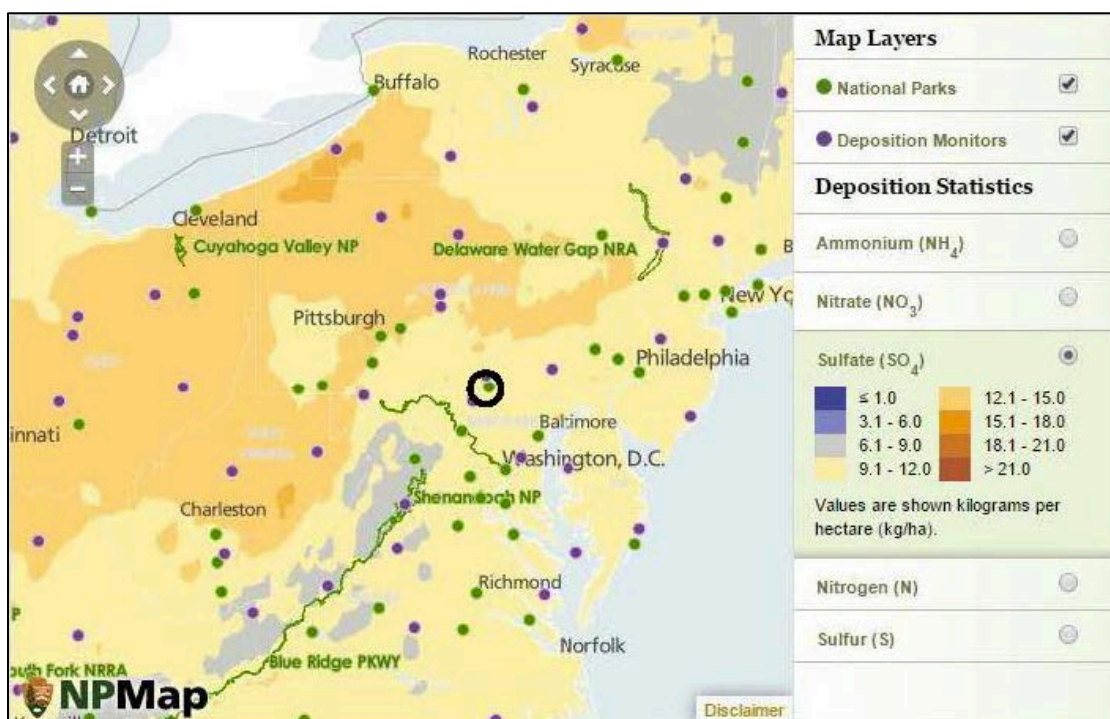 Rochester
Syracuse
Buffalo
Detroit
Cleveland
Cuyahoga Valley NP
Delaware Water Gap NRA
New Yo
Pittsburgh
Philadelphia
innati
Baltimore
Washington, D.C.
Shenandoah NP
Charleston
Richmond
Norfolk
Blue Ridge PKWY
outh Fork NRRA
NPMap
Disclaimer
Map Layers
National Parks
Deposition Monitors
Deposition Statistics
Ammonium (NH4)
Nitrate (NO3)
Sulfate (SO4)
≤ 1.0 12.1 - 15.0
3.1 - 6.0 15.1 - 18.0
6.1 - 9.0 18.1 - 21.0
9.1 - 12.0 > 21.0
Values are shown kilograms per
hectare (kg/ha).
Nitrogen (N)
Sulfur (S)